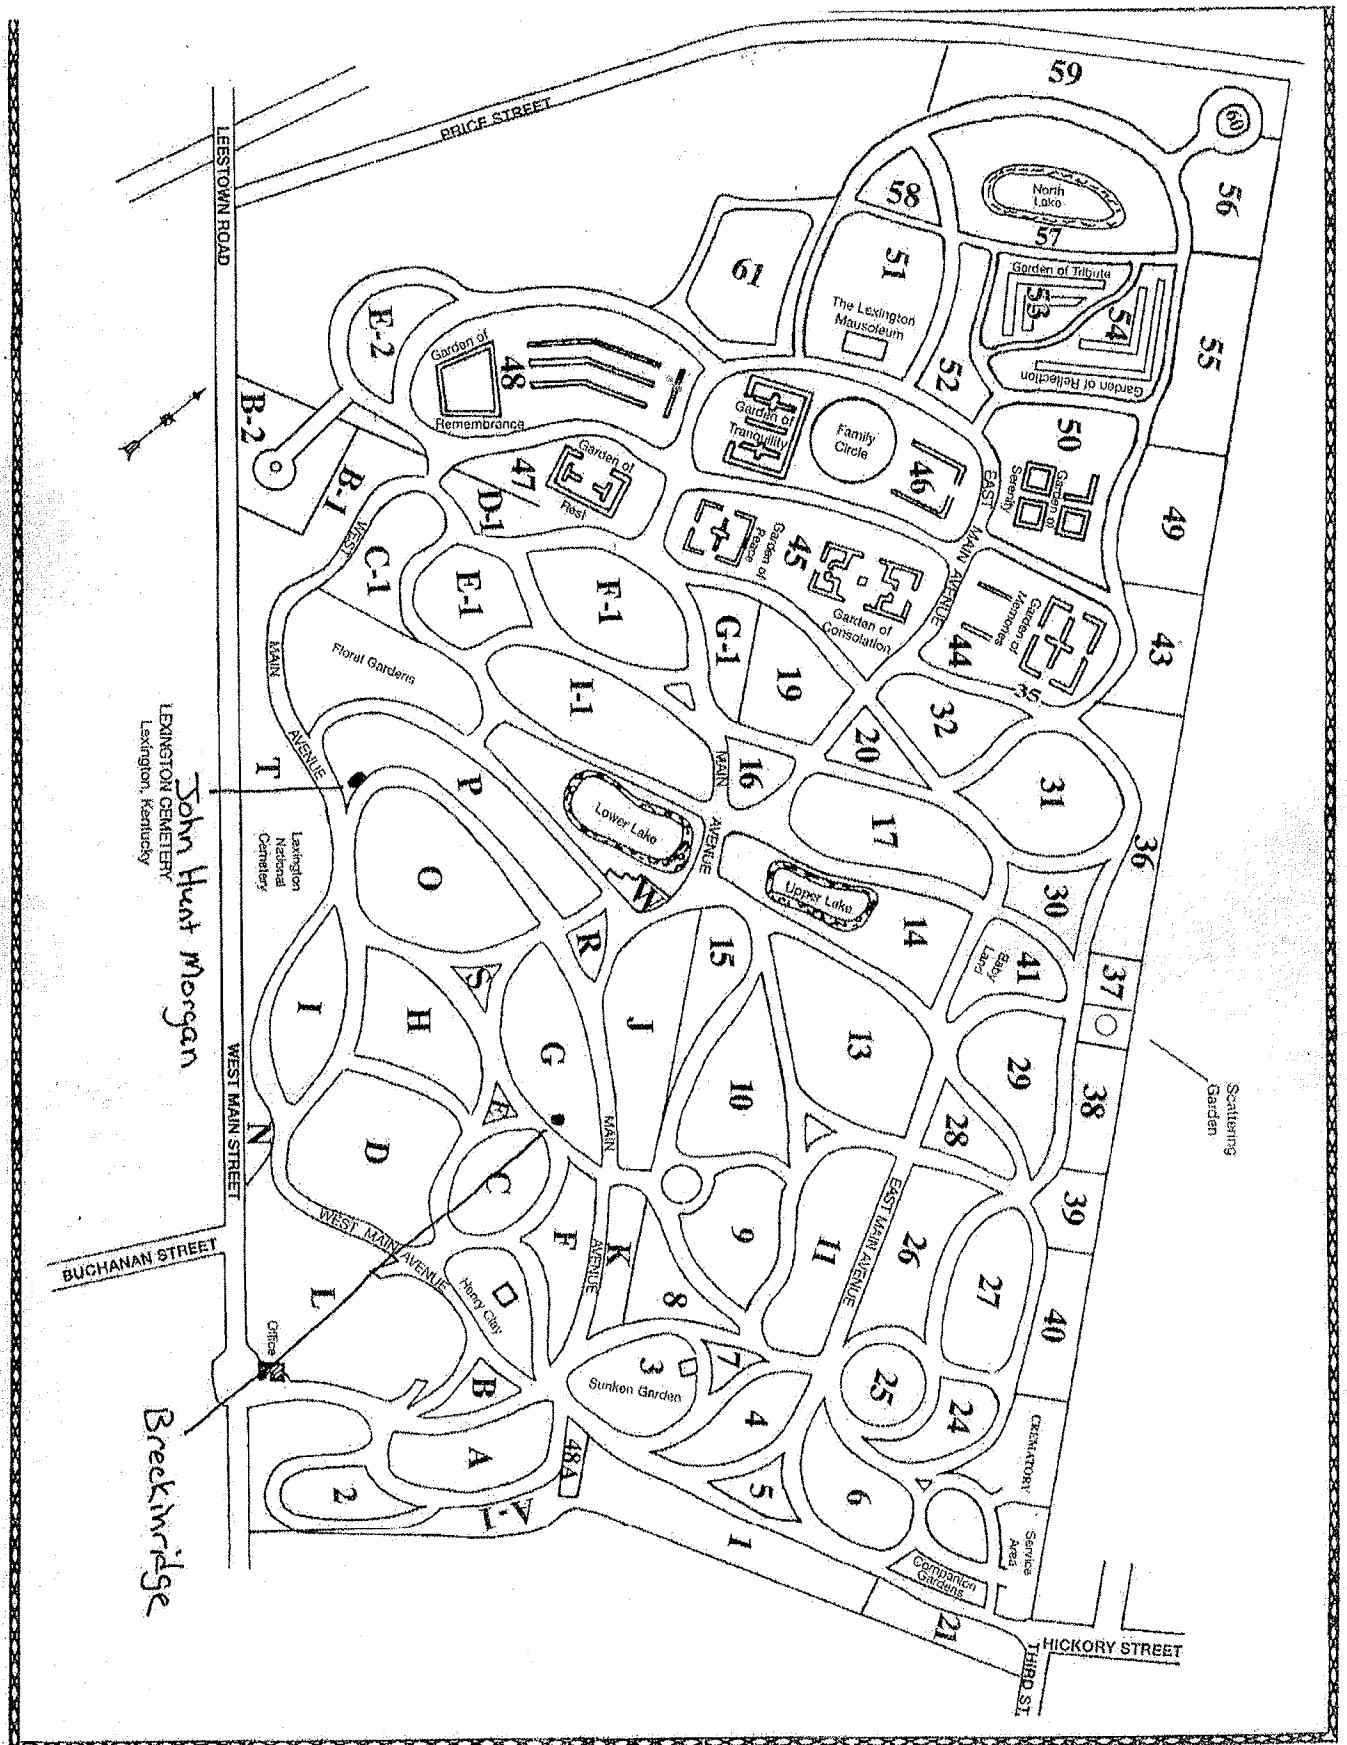 59
60
PRICE STREET
LEESTOWN ROAD
58
North
Lake
56
57
61
51
The Lexington
Mausoleum
Garden of Tribute
53
54
55
Garden of Reflection
52
E-2
Garden of
48
Remembrance
Garden of
Tranquility
Family
Circle
46
50
Garden of
Serenity
49
B-2
B-1
47
Garden of
Rest
D-1
EAST
MAIN
AVENUE
WEST
C-1
E-1
F-1
Garden of
Peace
45
Garden of
Consolation
G-1
19
Garden of
Memories
44
35
43
Floral Gardens
MAIN
I-1
32
20
16
MAIN
31
AVENUE
T
P
Lower Lake
AVENUE
17
36
LEXINGTON CEMETERY
Lexington, Kentucky
John Hunt Morgan
Lexington
National
Cemetery
O
W
Upper Lake
14
30
R
15
41
Baby
Land
37
S
I
H
G
J
13
29
38
Scattering
Garden
10
28
WEST MAIN STREET
N
D
E
MAIN
C
39
WEST MAIN AVENUE
F
K
AVENUE
9
11
EAST MAIN AVENUE
26
27
BUCHANAN STREET
L
Henry Clay
8
40
Office
B
3
Sunken Garden
7
25
24
4
CREMATORY
Breckinridge
A
48A
5
6
2
A-1
1
Service
Area
Companion
Gardens
21
HICKORY STREET
THIRD ST.